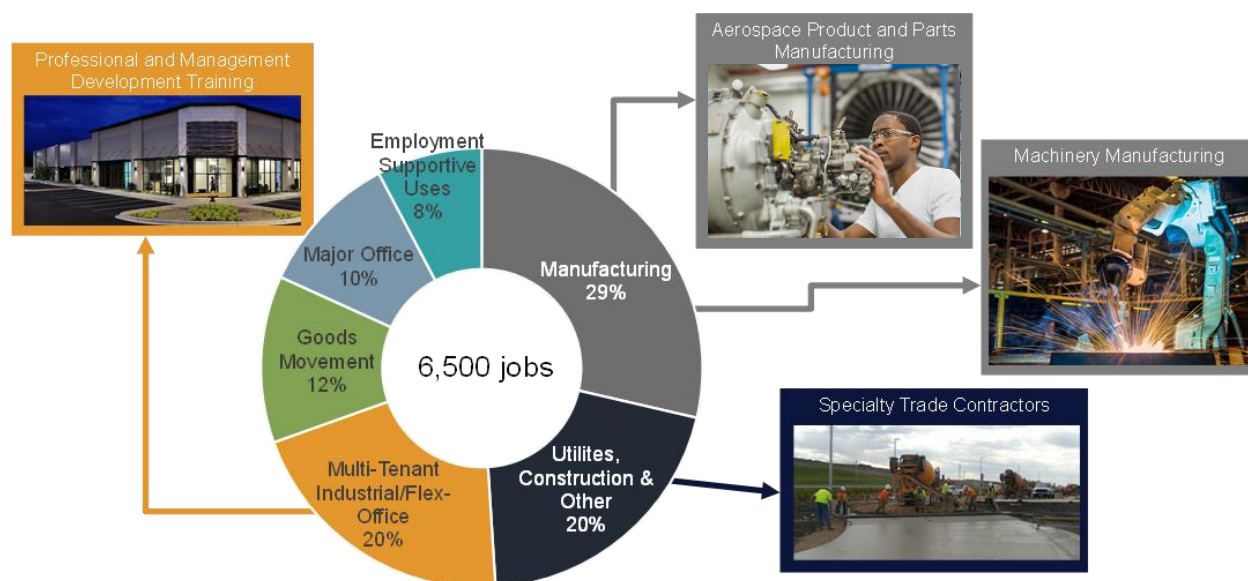 Professional and Management
Development Training
Aerospace Product and Parts
Manufacturing
Machinery Manufacturing
Specialty Trade Contractors
Employment
Supportive
Uses
8%
Major Office
10%
Goods
Movement
12%
Multi-Tenant
Industrial/Flex-
Office
20%
Utilites,
Construction &
Other
20%
Manufacturing
29%
6,500 jobs